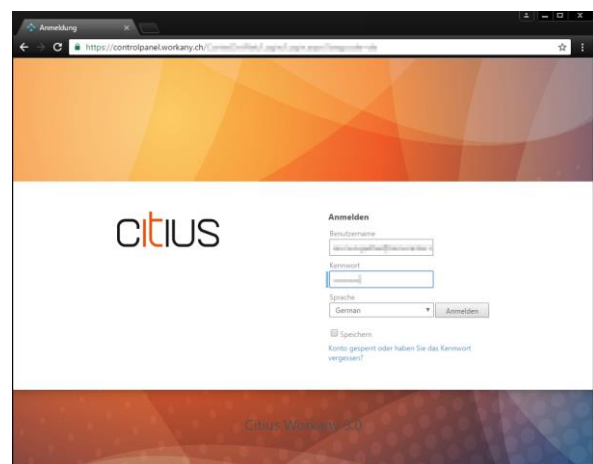 Anmeldung
https://controlpanel.workany.ch/
citius
Anmelden
Benutzername
Kennwort
Sprache
German
Anmelden
Speichern
Konto gesperrt oder haben Sie das Kennwort
vergessen?
Citius Workany 3.0